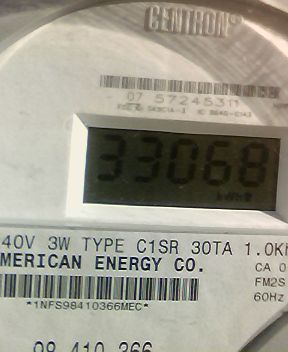 CENTRON®
07 57245311
33068
40V 3W TYPE C1SR 30TA 1.0K
MERICAN ENERGY CO.
CA 0
FM2S
*1NFS98410366MEC*
60Hz
98 410 366